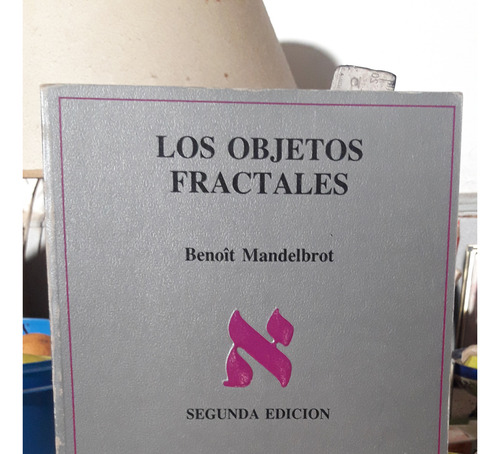 LOS OBJETOS
FRACTALES
Benoît Mandelbrot
א
SEGUNDA EDICION